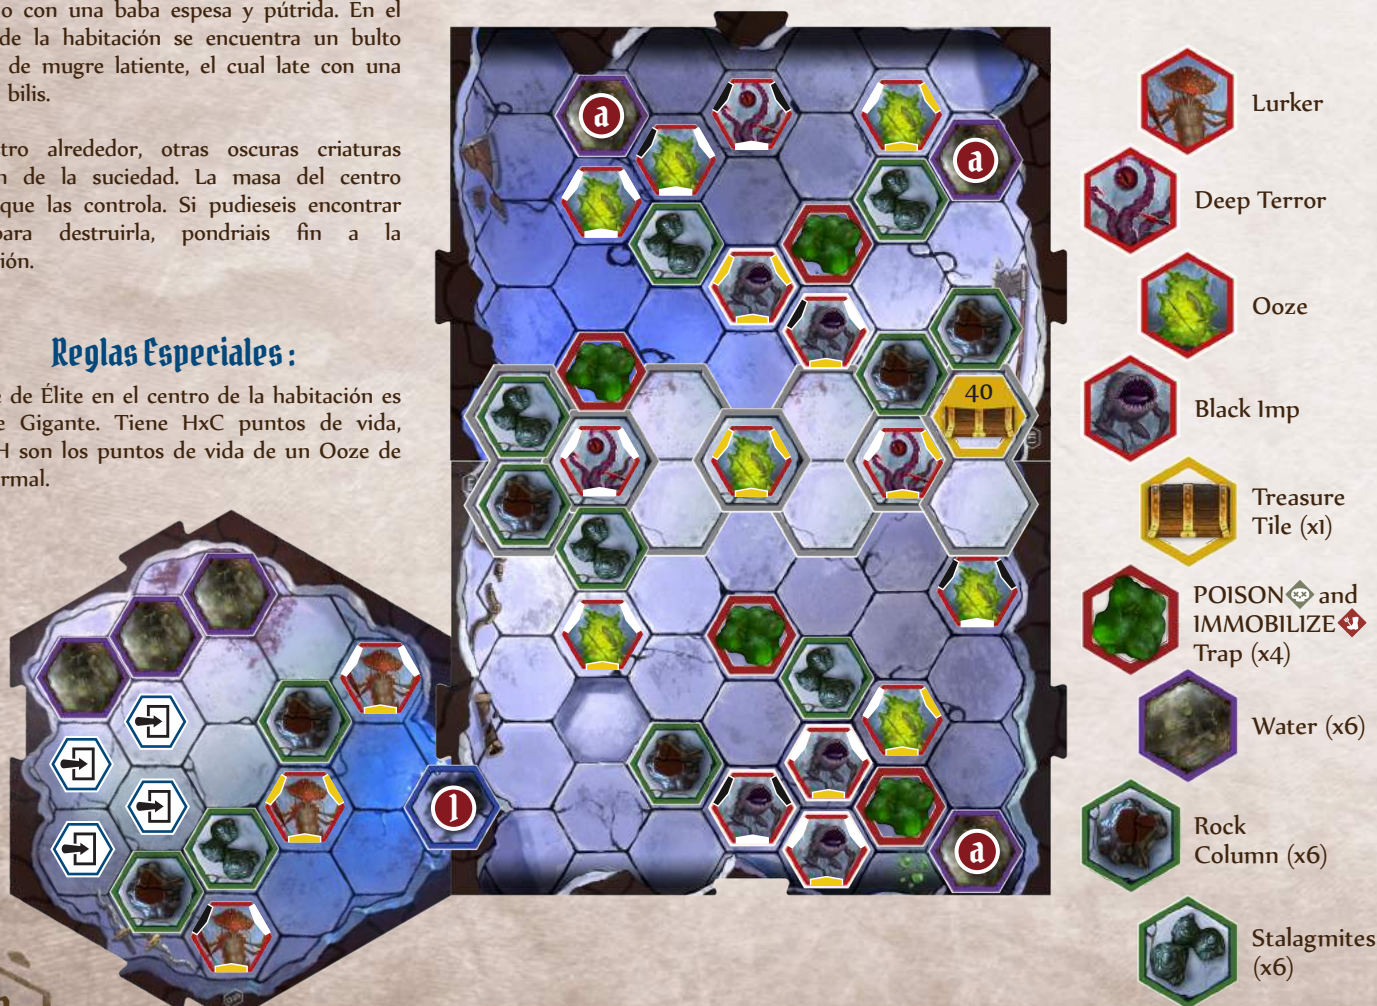 o con una baba espesa y pútrida. En el
de la habitación se encuentra un bulto
de mugre latiente, el cual late con una
bilis.
tro alrededor, otras oscuras criaturas
n de la suciedad. La masa del centro
que las controla. Si pudieseis encontrar
para destruirla, pondriais fin a la
ión.
Reglas Especiales:
e de Élite en el centro de la habitación es
e Gigante. Tiene HxC puntos de vida,
H son los puntos de vida de un Ooze de
rmal.
a
a
40
1
a
Lurker
Deep Terror
Ooze
Black Imp
Treasure
Tile (x1)
POISON and
IMMOBILIZE
Trap (x4)
Water (x6)
Rock
Column (x6)
Stalagmites
(x6)